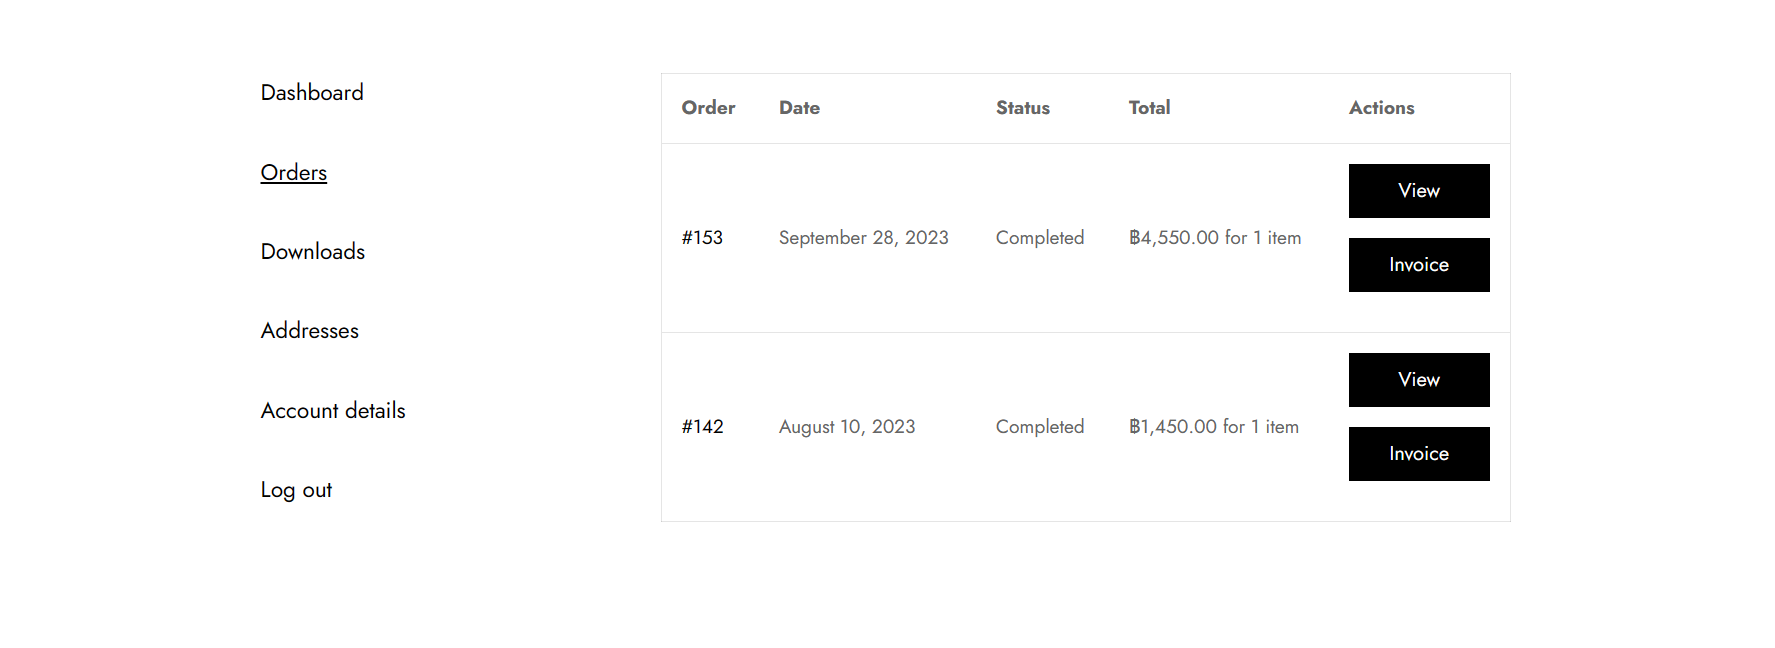 Dashboard
Orders
Downloads
Addresses
Account details
Log out
Order Date Status Total Actions
#153 September 28, 2023 Completed ฿4,550.00 for 1 item View
Invoice
#142 August 10, 2023 Completed ฿1,450.00 for 1 item View
Invoice